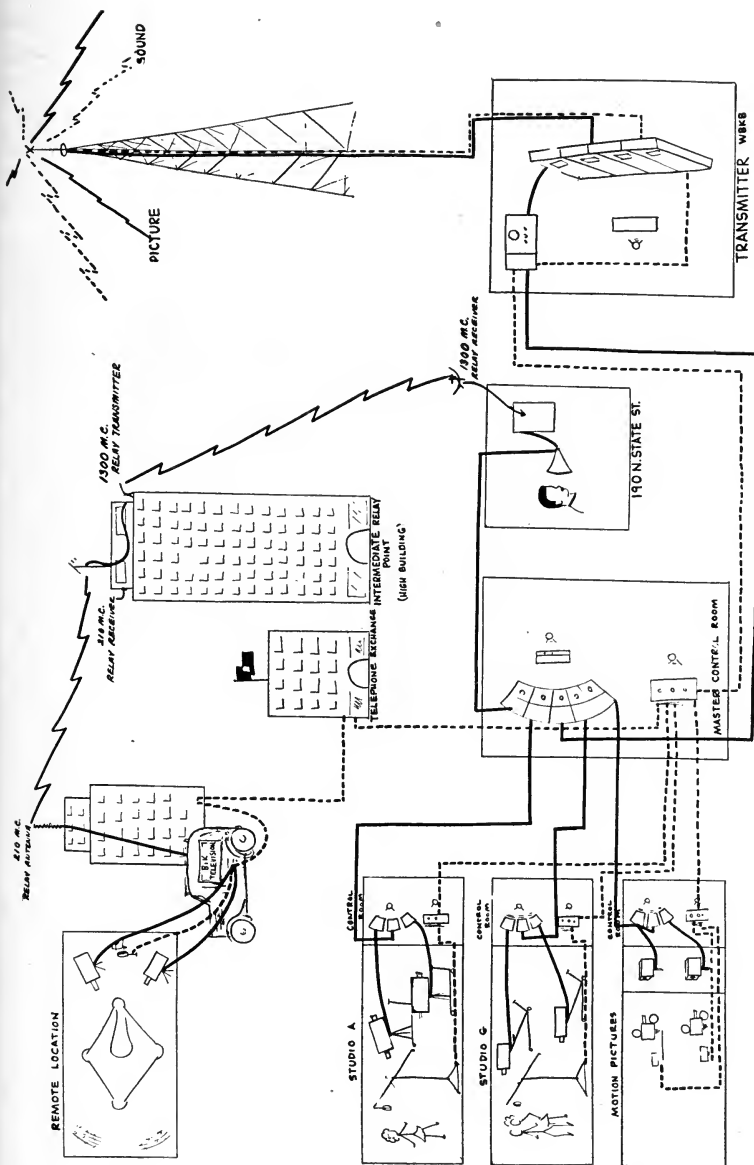 REMOTE LOCATION
210 M.C.
RELAY ANTENNA
B & K
TELEVISION
210 M.C.
RELAY RECEIVER
1300 M.C.
RELAY TRANSMITTER
INTERMEDIATE RELAY
POINT
(HIGH BUILDING)
TELEPHONE EXCHANGE
PICTURE
SOUND
STUDIO A
CONTROL
ROOM
STUDIO G
CONTROL
ROOM
MOTION PICTURES
CONTROL
ROOM
MASTER CONTROL ROOM
1300 M.C.
RELAY RECEIVER
190 N. STATE ST.
TRANSMITTER WBKB